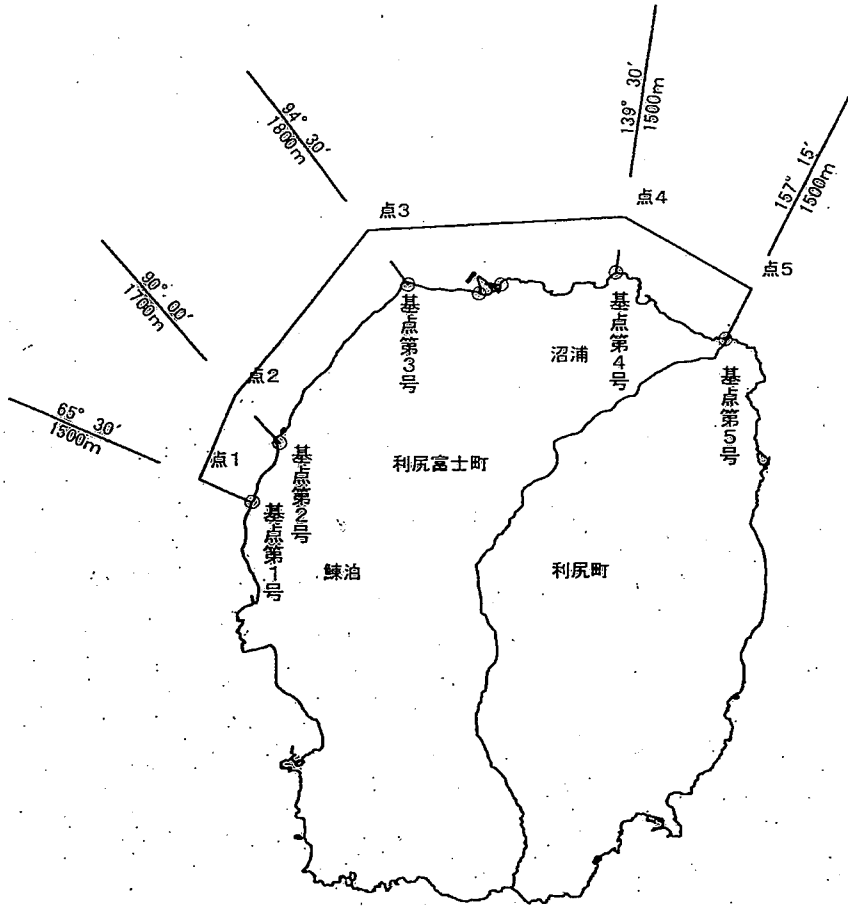 139° 30′
1500m
94° 30′
1800m
157° 15′
1500m
点4
点3
90° 00′
1700m
点5
基点第3号
基点第4号
沼浦
点2
基点第5号
65° 30′
1500m
点1
基点第2号
利尻富士町
基点第1号
鰊泊
利尻町